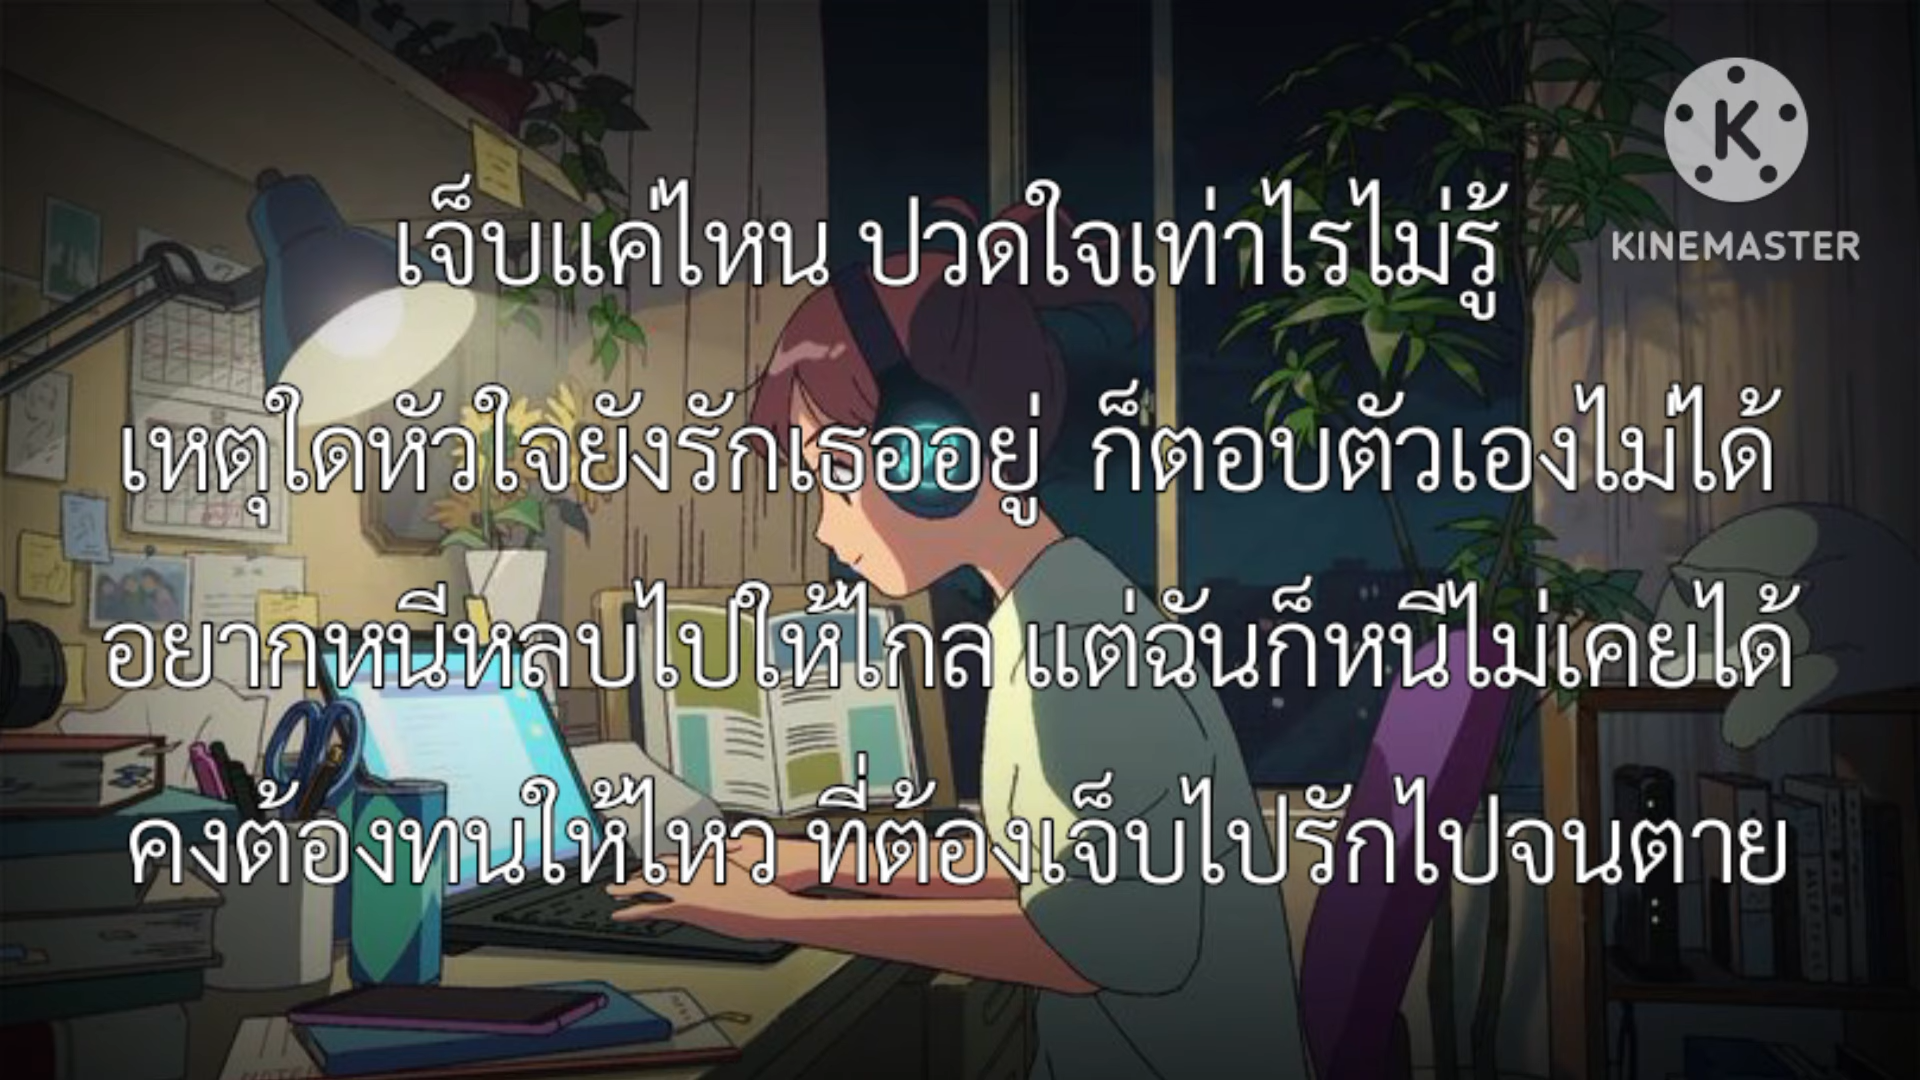 เจ็บแค่ไหน ปวดใจเท่าไรไม่รู้
KINEMASTER
เหตุใดหัวใจยังรักเธออยู่ ก็ตอบตัวเองไม่ได้
อยากหนีหลบไปให้ไกล แต่ฉันก็หนีไม่เคยได้
คงต้องทนให้ไหว ที่ต้องเจ็บไปรักไปจนตาย